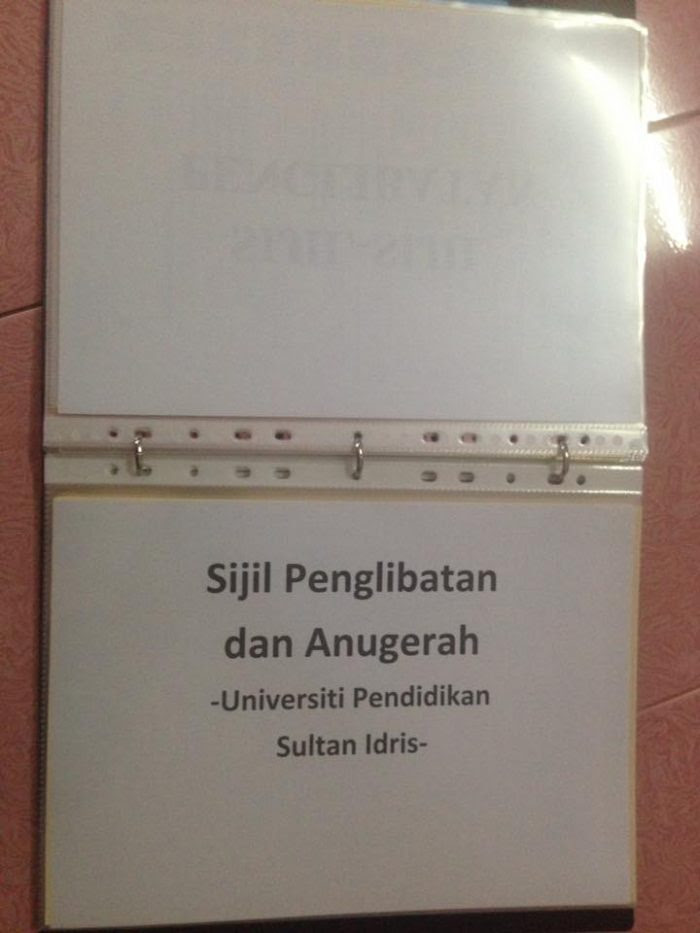 Sijil Penglibatan
dan Anugerah
-Universiti Pendidikan
Sultan Idris-